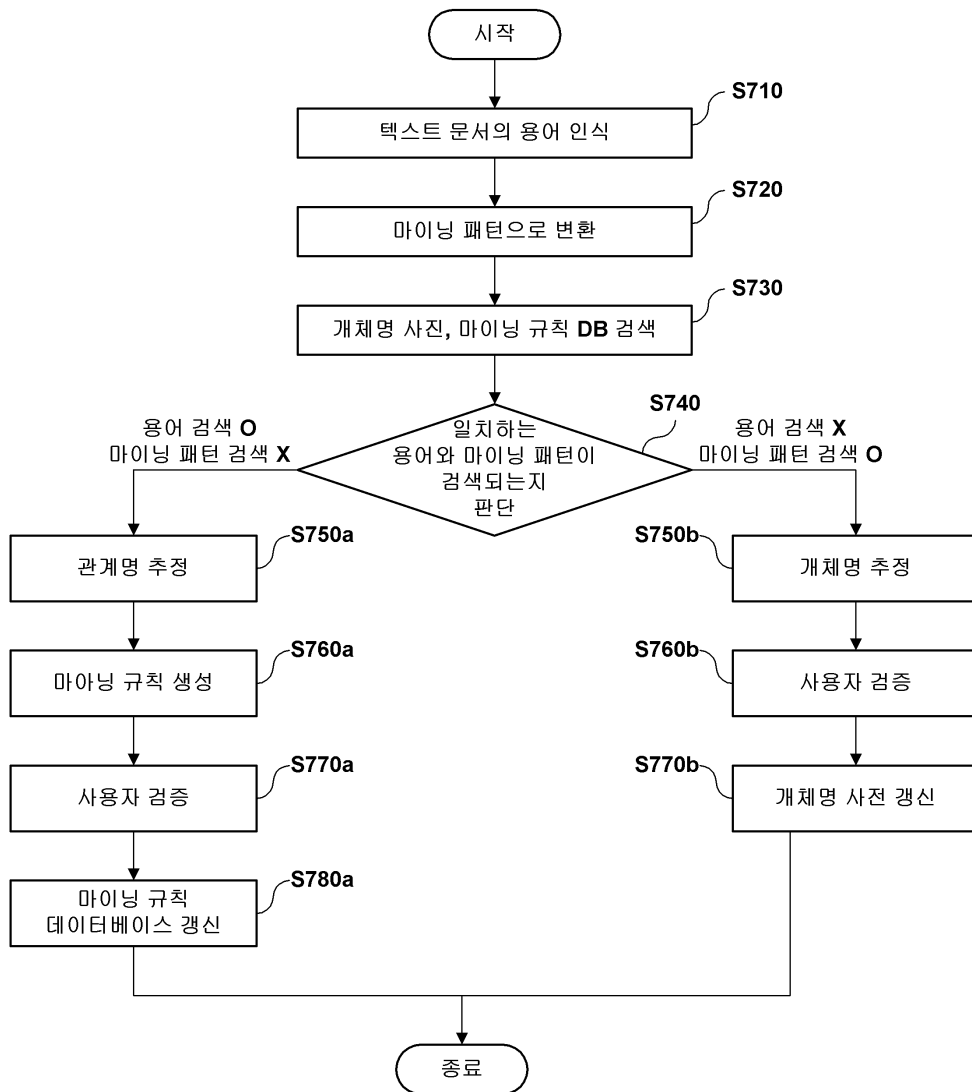 시작
S710
텍스트 문서의 용어 인식
S720
마이닝 패턴으로 변환
S730
개체명 사진, 마이닝 규칙 DB 검색
S740
일치하는
용어와 마이닝 패턴이
검색되는지
판단
용어 검색 O
마이닝 패턴 검색 X
용어 검색 X
마이닝 패턴 검색 O
S750a
관계명 추정
S750b
개체명 추정
S760a
마아닝 규칙 생성
S760b
사용자 검증
S770a
사용자 검증
S770b
개체명 사전 갱신
S780a
마이닝 규칙
데이터베이스 갱신
종료